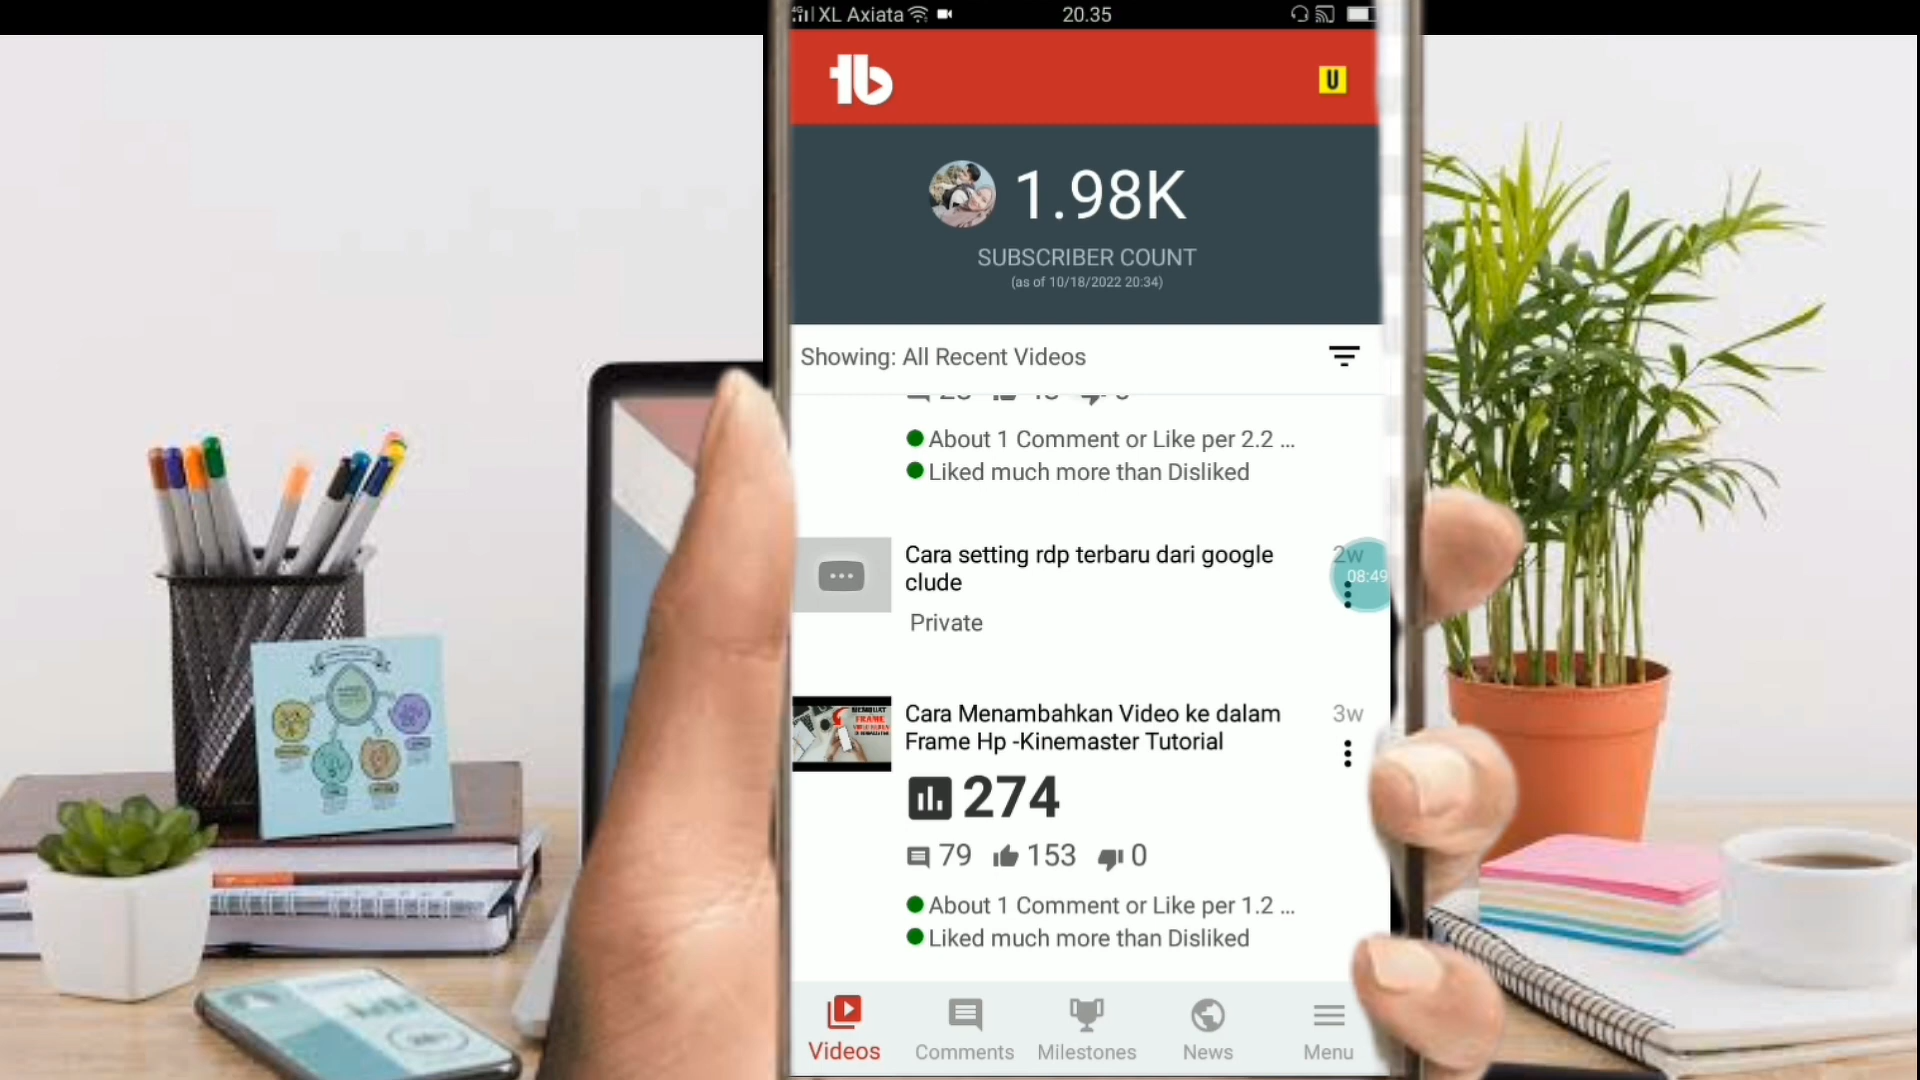 4G XL Axiata 20.35
tb U
1.98K
SUBSCRIBER COUNT
(as of 10/18/2022 20:34)
Showing: All Recent Videos
About 1 Comment or Like per 2.2 ...
Liked much more than Disliked
Cara setting rdp terbaru dari google
clude
2w
08:49
Private
Cara Menambahkan Video ke dalam
Frame Hp -Kinemaster Tutorial
3w
FRAME
274
79 153 0
About 1 Comment or Like per 1.2 ...
Liked much more than Disliked
Videos Comments Milestones News Menu